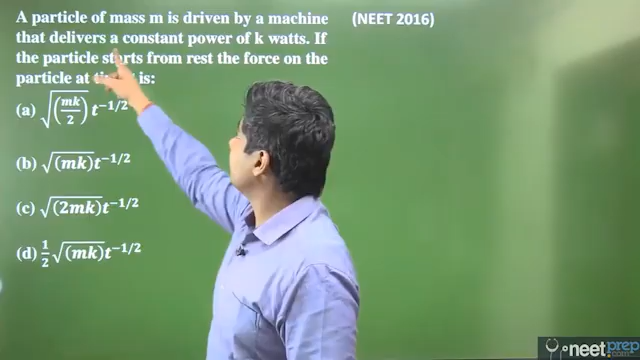 A particle of mass m is driven by a machine (NEET 2016)
that delivers a constant power of k watts. If
the particle starts from rest the force on the
particle at is:
(a) √((mk/2)) t^{-1/2}
(b) √(mk)t^{-1/2}
(c) √(2mk)t^{-1/2}
(d) 1/2 √(mk)t^{-1/2}
neetprep